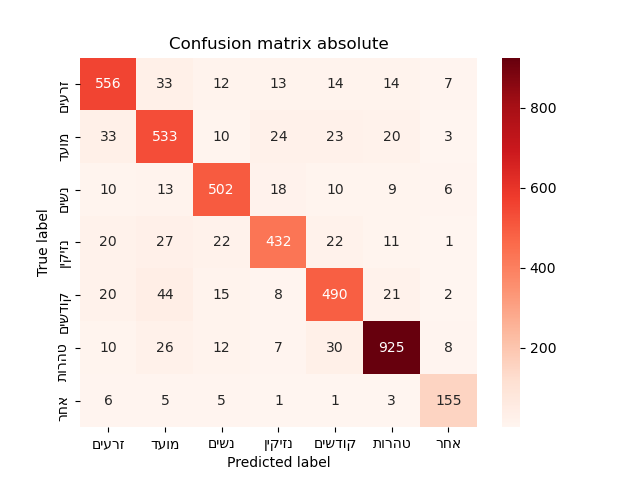 Confusion matrix absolute
זרעים 556 33 12 13 14 14 7
מועד 33 533 10 24 23 20 3
נשים 10 13 502 18 10 9 6
נזיקין 20 27 22 432 22 11 1
קודשים 20 44 15 8 490 21 2
טהרות 10 26 12 7 30 925 8
אחר 6 5 5 1 1 3 155
זרעים מועד נשים נזיקין קודשים טהרות אחר
True label
Predicted label
800
600
400
200